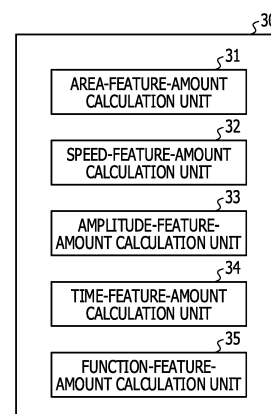 30
31
AREA-FEATURE-AMOUNT
CALCULATION UNIT
32
SPEED-FEATURE-AMOUNT
CALCULATION UNIT
33
AMPLITUDE-FEATURE-
AMOUNT CALCULATION UNIT
34
TIME-FEATURE-AMOUNT
CALCULATION UNIT
35
FUNCTION-FEATURE-
AMOUNT CALCULATION UNIT